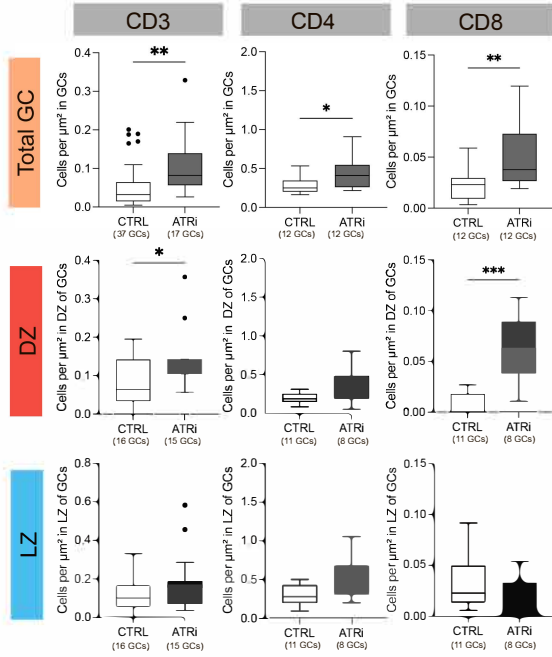 CD3 CD4 CD8
Total GC
Cells per µm² in GCs
0.4
0.3
0.2
0.1
0.0
**
CTRL ATRi
(37 GCs) (17 GCs)
Cells per µm² in GCs
2.0
1.5
1.0
0.5
0.0
*
CTRL ATRi
(12 GCs) (12 GCs)
Cells per µm² in GCs
0.15
0.10
0.05
0.00
**
CTRL ATRi
(12 GCs) (12 GCs)
DZ
Cells per µm² in DZ of GCs
0.4
0.3
0.2
0.1
0.0
*
CTRL ATRi
(16 GCs) (15 GCs)
Cells per µm² in DZ of GCs
2.0
1.5
1.0
0.5
0.0
CTRL ATRi
(11 GCs) (8 GCs)
Cells per µm² in DZ of GCs
0.15
0.10
0.05
0.00
***
CTRL ATRi
(11 GCs) (8 GCs)
LZ
Cells per µm² in LZ of GCs
0.8
0.6
0.4
0.2
0.0
CTRL ATRi
(16 GCs) (15 GCs)
Cells per µm² in LZ of GCs
2.0
1.5
1.0
0.5
0.0
CTRL ATRi
(11 GCs) (8 GCs)
Cells per µm² in LZ of GCs
0.15
0.10
0.05
0.00
CTRL ATRi
(11 GCs) (8 GCs)